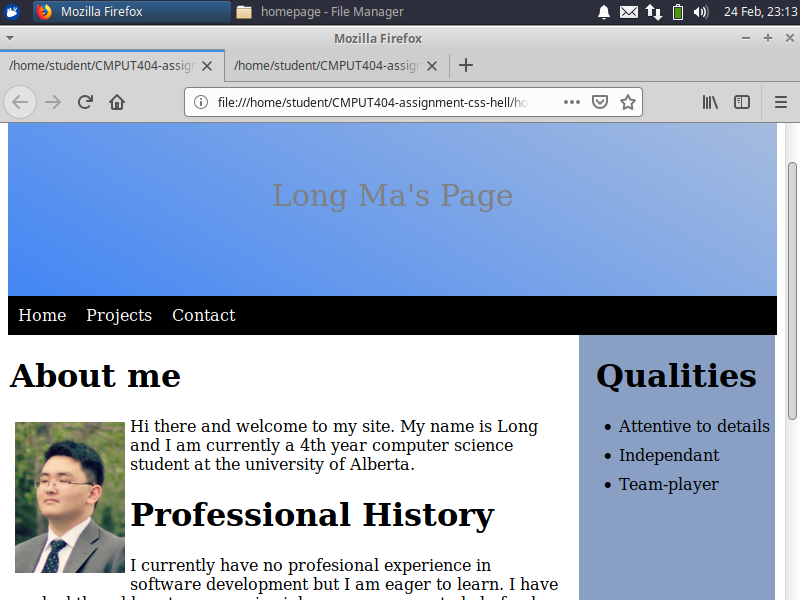 Mozilla Firefox
homepage - File Manager
24 Feb, 23:13
Mozilla Firefox
/home/student/CMPUT404-assign
/home/student/CMPUT404-assig
file:///home/student/CMPUT404-assignment-css-hell/ho
Long Ma's Page
Home Projects Contact
About me
Hi there and welcome to my site. My name is Long
and I am currently a 4th year computer science
student at the university of Alberta.
Professional History
I currently have no profesional experience in
software development but I am eager to learn. I have
Qualities
Attentive to details
Independant
Team-player